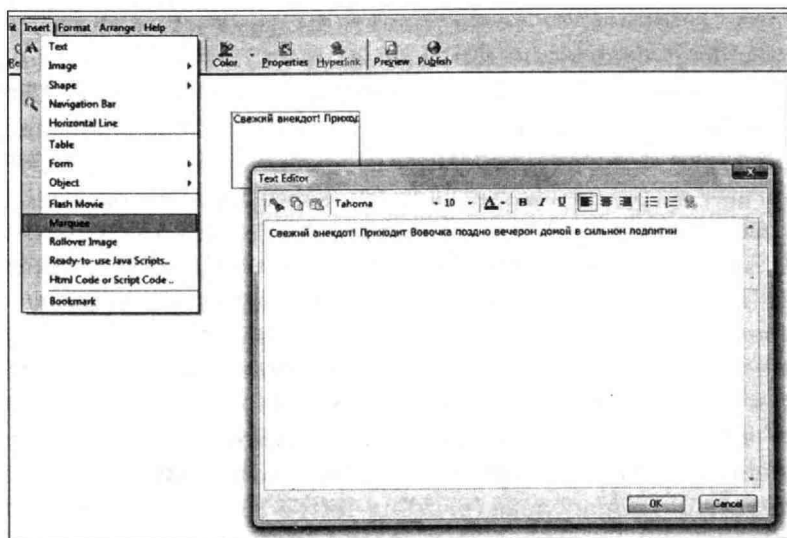 it Insert Format Arrange Help
Color Properties Hyperlink Preview Publish
Text
Image
Shape
Navigation Bar
Horizontal Line
Table
Form
Object
Flash Movie
Marquee
Rollover Image
Ready-to-use Java Scripts..
Html Code or Script Code ..
Bookmark
Свежий анекдот! Приход
Text Editor
Tahoma 10 A B I U
Свежий анекдот! Приходит Вовочка поздно вечером домой в сильном подпитии
OK Cancel